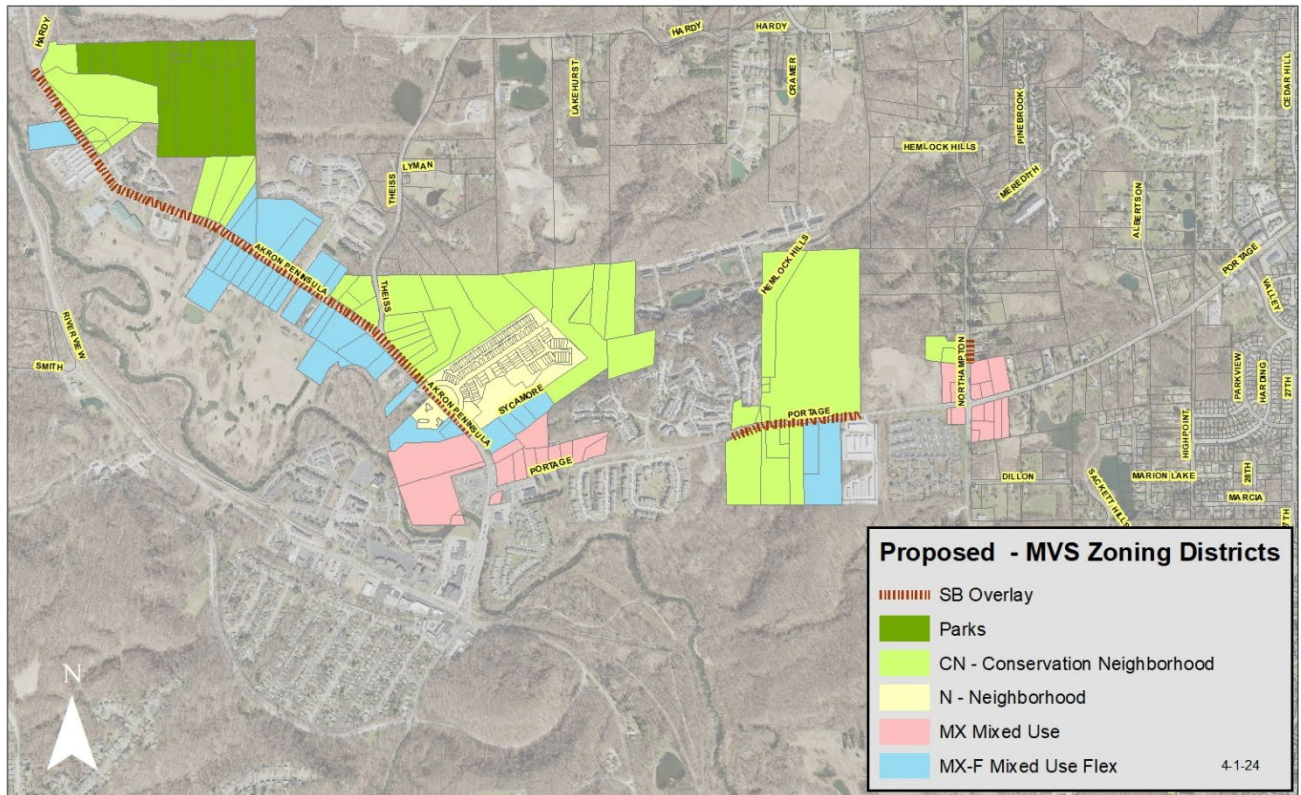 HARDY
HARDY
HARDY
CRAMER
LAKEHURST
CEDAR HILL
PINEBROOK
HEMLOCK HILLS
MEREDITH
LYMAN
THEISS
ALBERTSON
PORTAGE
VALLEY
AKRON PENINSULA
HEMLOCK HILLS
THEISS
RIVERVIEW
SMITH
NORTHAMPTON
PARKVIEW
HARDING
27TH
AKRON PENINSULA
SYCAMORE
PORTAGE
HIGHPOINT
PORTAGE
DILLON
SACKETT HILLS
MARION LAKE
28TH
MARCIA
7TH
Proposed - MVS Zoning Districts
SB Overlay
Parks
CN - Conservation Neighborhood
N - Neighborhood
MX Mixed Use
MX-F Mixed Use Flex
4-1-24
N